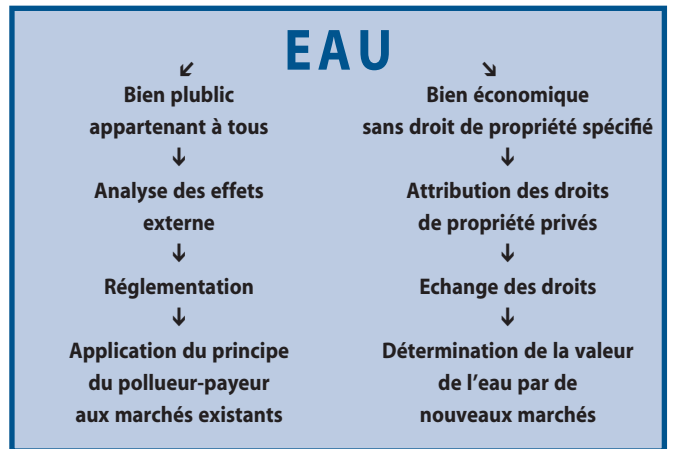 EAU
Bien plublic
appartenant à tous
Analyse des effets
externe
Réglementation
Application du principe
du pollueur-payeur
aux marchés existants
Bien économique
sans droit de propriété spécifié
Attribution des droits
de propriété privés
Echange des droits
Détermination de la valeur
de l’eau par de
nouveaux marchés